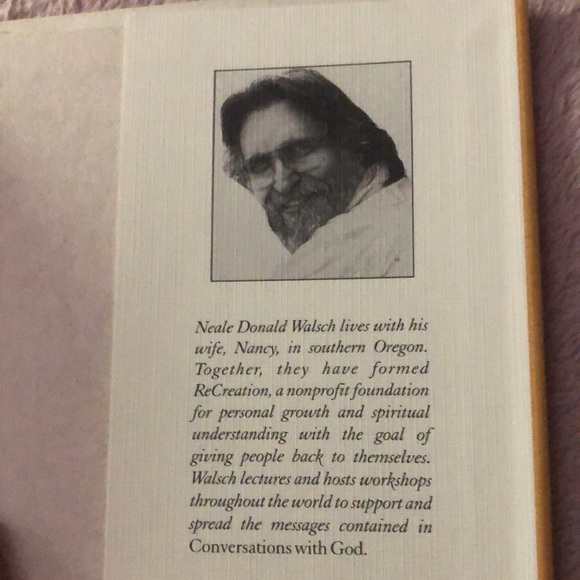 Neale Donald Walsch lives with his
wife, Nancy, in southern Oregon.
Together, they have formed
ReCreation, a nonprofit foundation
for personal growth and spiritual
understanding with the goal of
giving people back to themselves.
Walsch lectures and hosts workshops
throughout the world to support and
spread the messages contained in
Conversations with God.